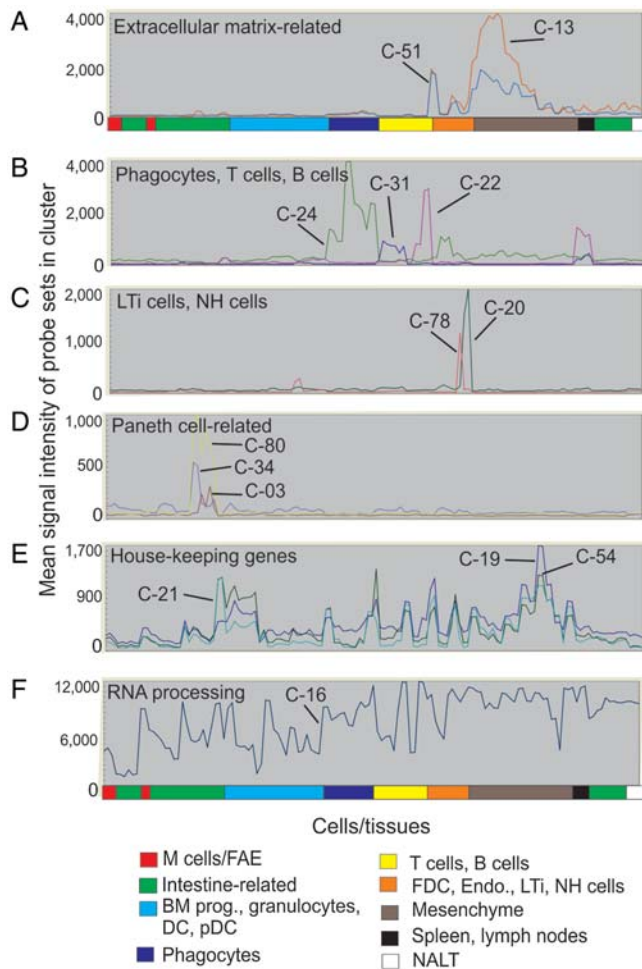 A
Extracellular matrix-related
4,000
2,000
0
C-51
C-13
B
Phagocytes, T cells, B cells
4,000
2,000
0
C-24
C-31
C-22
C
LTi cells, NH cells
2,000
1,000
0
C-78
C-20
D
Paneth cell-related
1,000
500
0
C-80
C-34
C-03
E
House-keeping genes
1,700
900
0
C-21
C-19
C-54
F
RNA processing
12,000
6,000
0
C-16
Mean signal intensity of probe sets in cluster
Cells/tissues
M cells/FAE
Intestine-related
BM prog., granulocytes,
DC, pDC
Phagocytes
T cells, B cells
FDC, Endo., LTi, NH cells
Mesenchyme
Spleen, lymph nodes
NALT